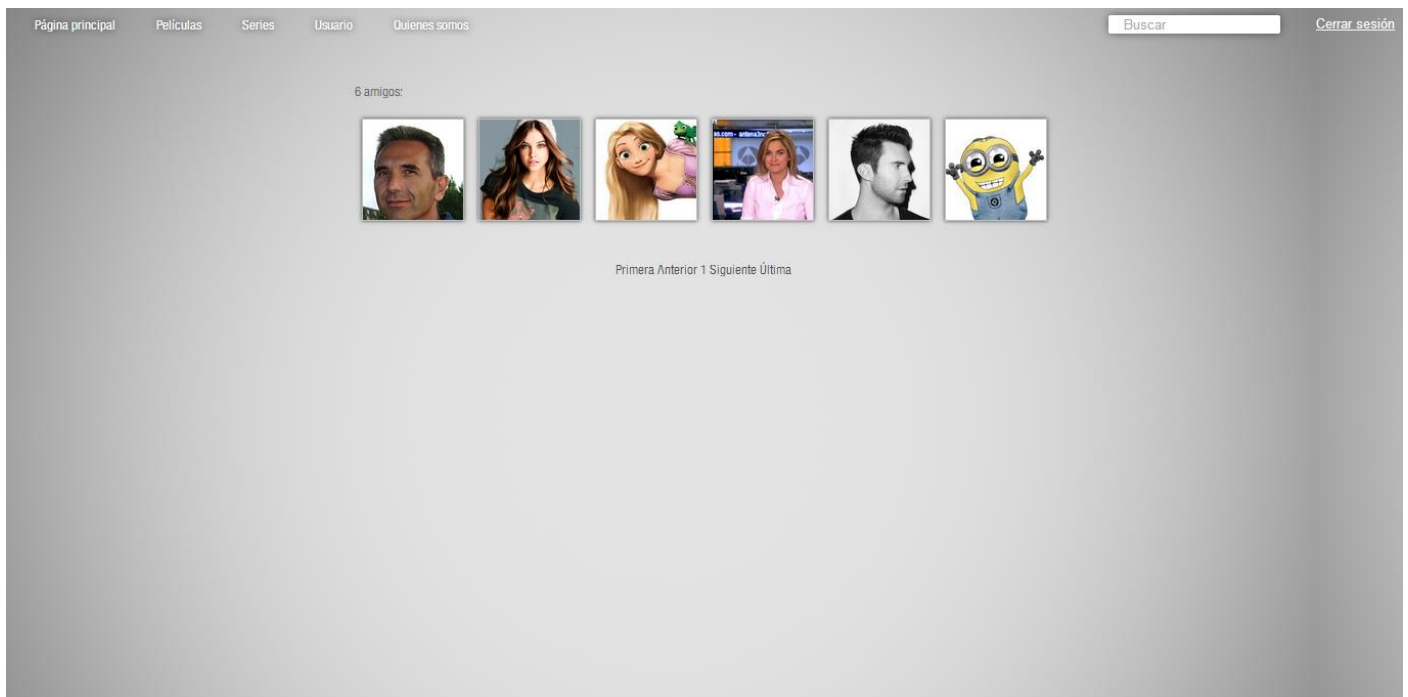 Página principal Películas Series Usuario Quienes somos Buscar Cerrar sesión
6 amigos:
Primera Anterior 1 Siguiente Última